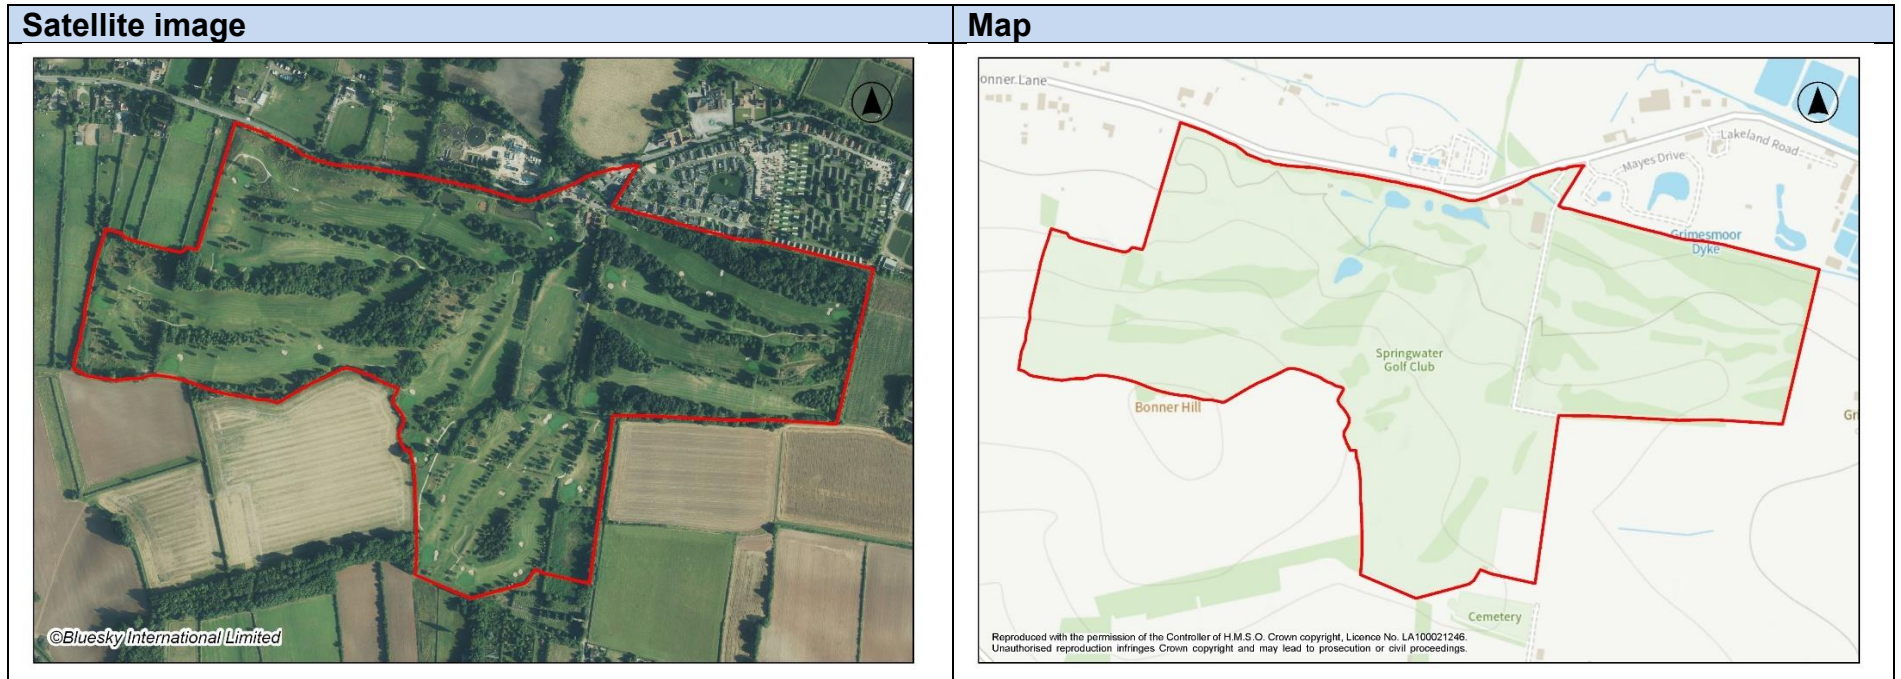 Satellite image
Map
©Bluesky International Limited
onner Lane
Lakeland Road
Mayes Drive
Grimesmoor
Dyke
Springwater
Golf Club
Bonner Hill
Gr
Cemetery
Reproduced with the permission of the Controller of H.M.S.O. Crown copyright, Licence No. LA100021246.
Unauthorised reproduction infringes Crown copyright and may lead to prosecution or civil proceedings.